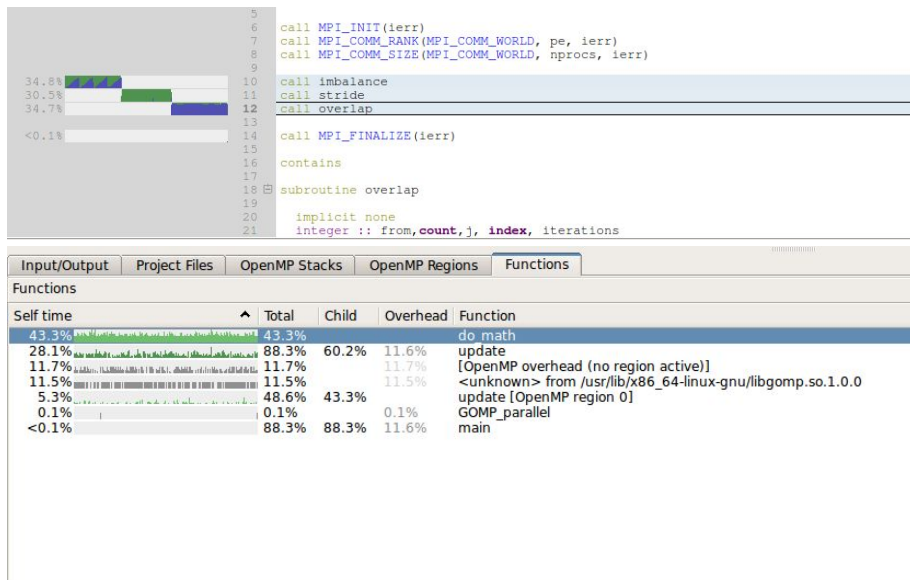 5
6 call MPI_INIT(ierr)
7 call MPI_COMM_RANK(MPI_COMM_WORLD, pe, ierr)
8 call MPI_COMM_SIZE(MPI_COMM_WORLD, nprocs, ierr)
9
34.8% 10 call imbalance
30.5% 11 call stride
34.7% 12 call overlap
13
<0.1% 14 call MPI_FINALIZE(ierr)
15
16 contains
17
18 subroutine overlap
19
20 implicit none
21 integer :: from,count,j, index, iterations
Input/Output Project Files OpenMP Stacks OpenMP Regions Functions
Functions
Self time Total Child Overhead Function
43.3% 43.3% do_math
28.1% 88.3% 60.2% 11.6% update
11.7% 11.7% 11.7% [OpenMP overhead (no region active)]
11.5% 11.5% 11.5% <unknown> from /usr/lib/x86_64-linux-gnu/libgomp.so.1.0.0
5.3% 48.6% 43.3% update [OpenMP region 0]
0.1% 0.1% 0.1% GOMP_parallel
<0.1% 88.3% 88.3% 11.6% main